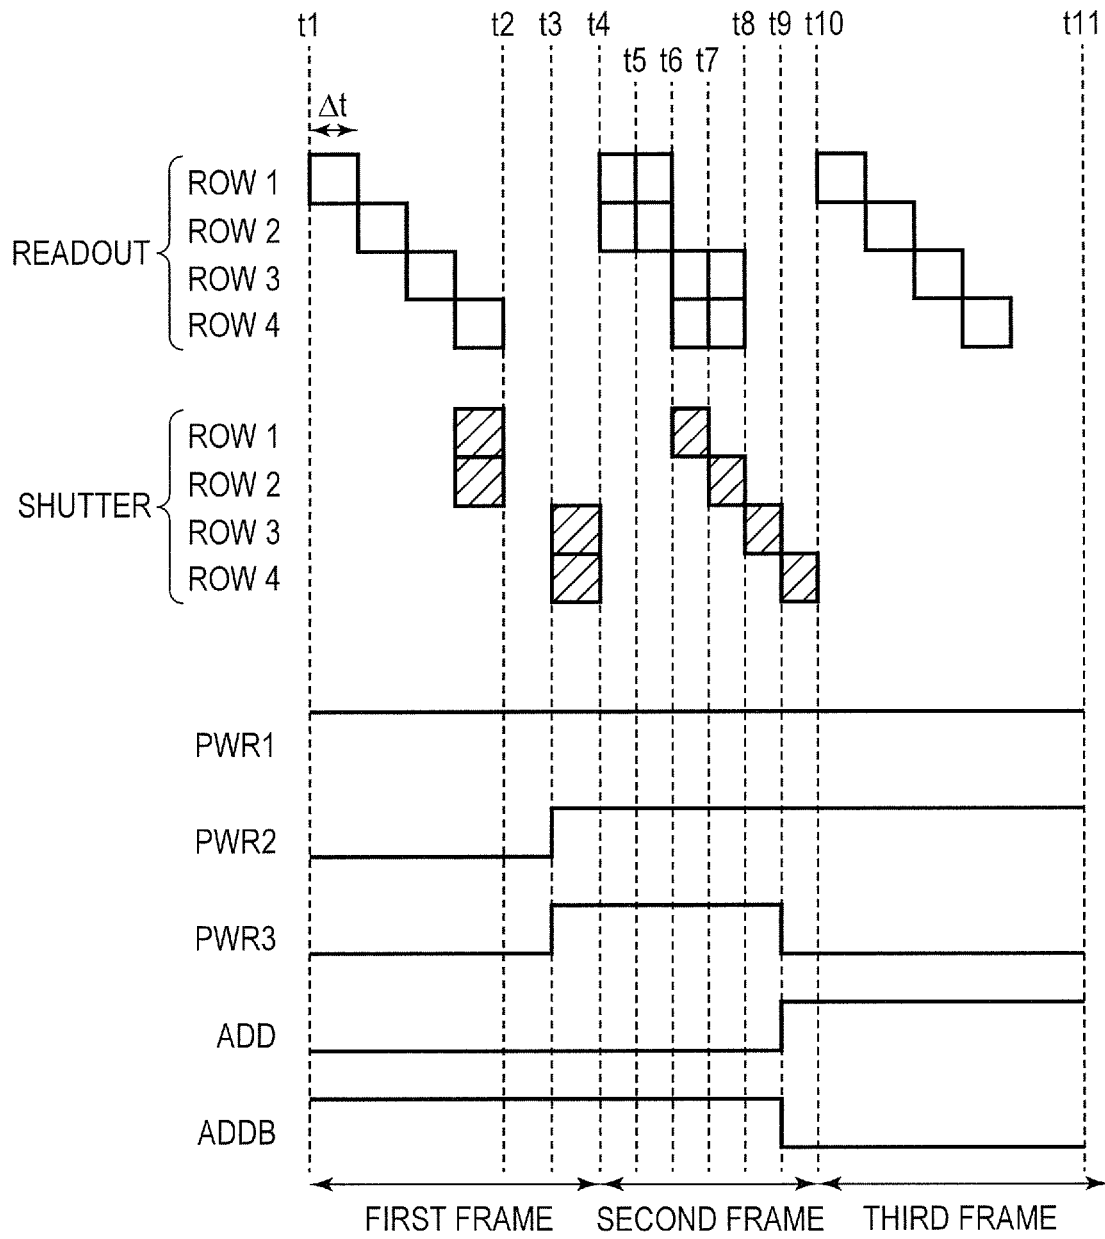 t1 t2 t3 t4 t8 t9 t10 t11
t5 t6 t7
Δt
READOUT
ROW 1
ROW 2
ROW 3
ROW 4
SHUTTER
ROW 1
ROW 2
ROW 3
ROW 4
PWR1
PWR2
PWR3
ADD
ADDB
FIRST FRAME SECOND FRAME THIRD FRAME